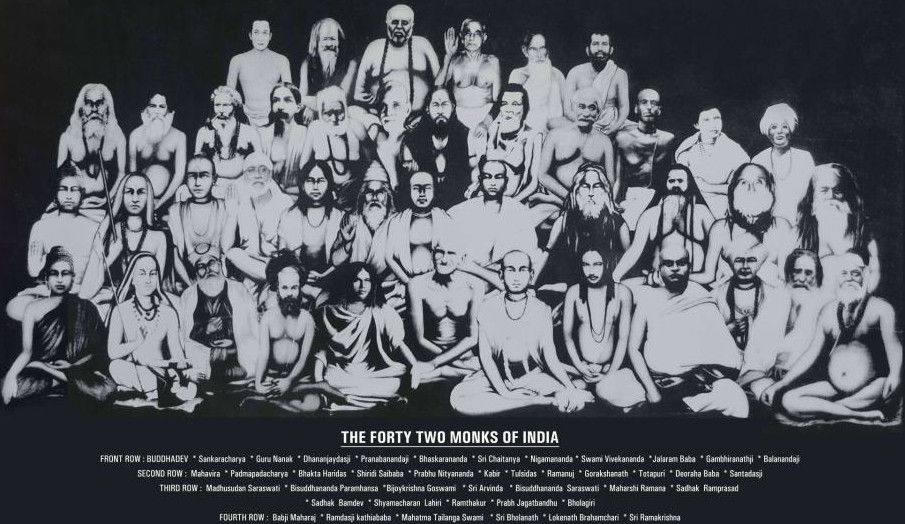 THE FORTY TWO MONKS OF INDIA
FRONT ROW : BUDDHADEV * Sankaracharya * Guru Nanak * Dhananjaydasji * Pranabanandaji * Bhaskarananda * Sri Chaitanya * Nigamananda * Swami Vivekananda *Jalaram Baba * Gambhiranathji * Balanandaji
SECOND ROW : Mahavira * Padmapadacharya * Bhakta Haridas * Shiridi Saibaba * Prabhu Nityananda * Kabir * Tulsidas * Ramanuj * Gorakshanath * Totapuri * Deoraha Baba * Santadasji
THIRD ROW : Madhusudan Saraswati * Bisuddhananda Paramhansa *Bijoykrishna Goswami * Sri Arvinda * Bisuddhananda Saraswati * Maharshi Ramana * Sadhak Ramprasad
* Sadhak Bamdev * Shyamacharan Lahiri * Ramthakur * Prabh Jagatbandhu * Bholagiri
FOURTH ROW : Babji Maharaj * Ramdasji kathiababa * Mahatma Tailanga Swami * Sri Bholanath * Lokenath Brahamchari * Sri Ramakrishna